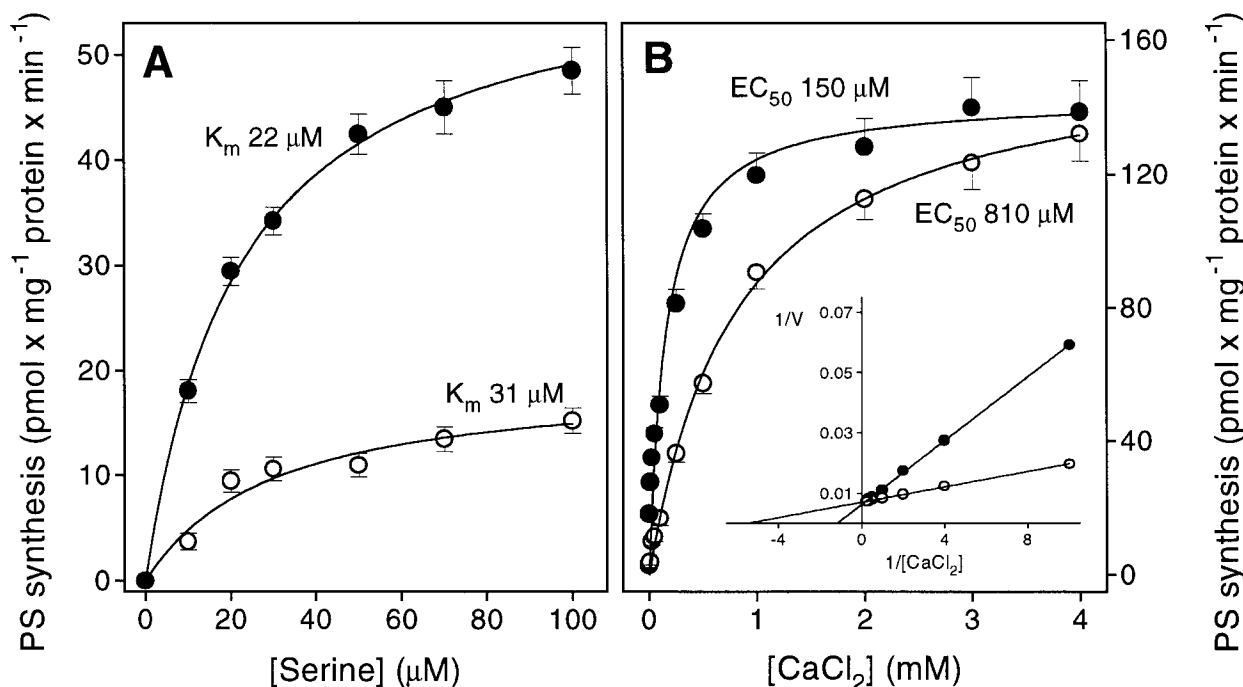 A
B
PS synthesis (pmol x mg⁻¹ protein x min⁻¹)
50
40
30
20
10
0
Kₘ 22 μM
Kₘ 31 μM
0 20 40 60 80 100
[Serine] (μM)
EC₅₀ 150 μM
EC₅₀ 810 μM
1/V
0.07
0.05
0.03
0.01
-4 0 4 8
1/[CaCl₂]
0 1 2 3 4
[CaCl₂] (mM)
160
120
80
40
0
PS synthesis (pmol x mg⁻¹ protein x min⁻¹)